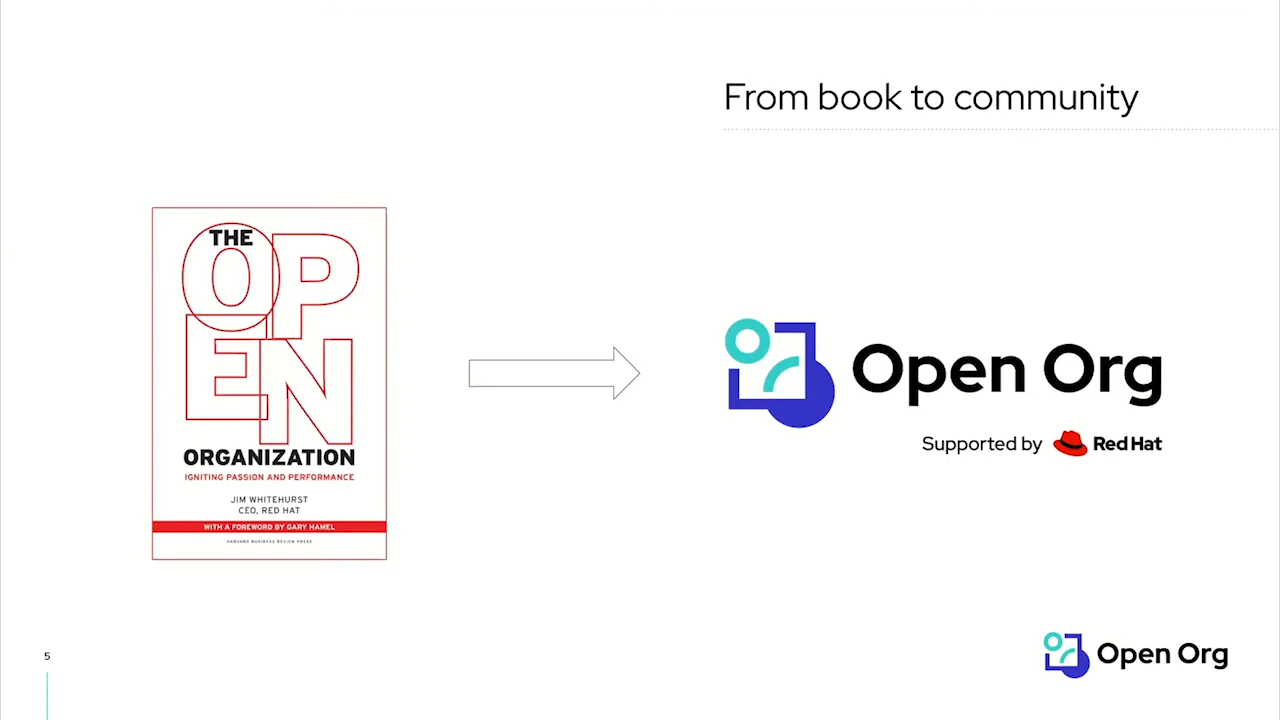 From book to community
THE
OPEN
ORGANIZATION
IGNITING PASSION AND PERFORMANCE
JIM WHITEHURST
CEO, RED HAT
WITH A FOREWORD BY GARY HAMEL
HARVARD BUSINESS REVIEW PRESS
Open Org
Supported by Red Hat
5
Open Org